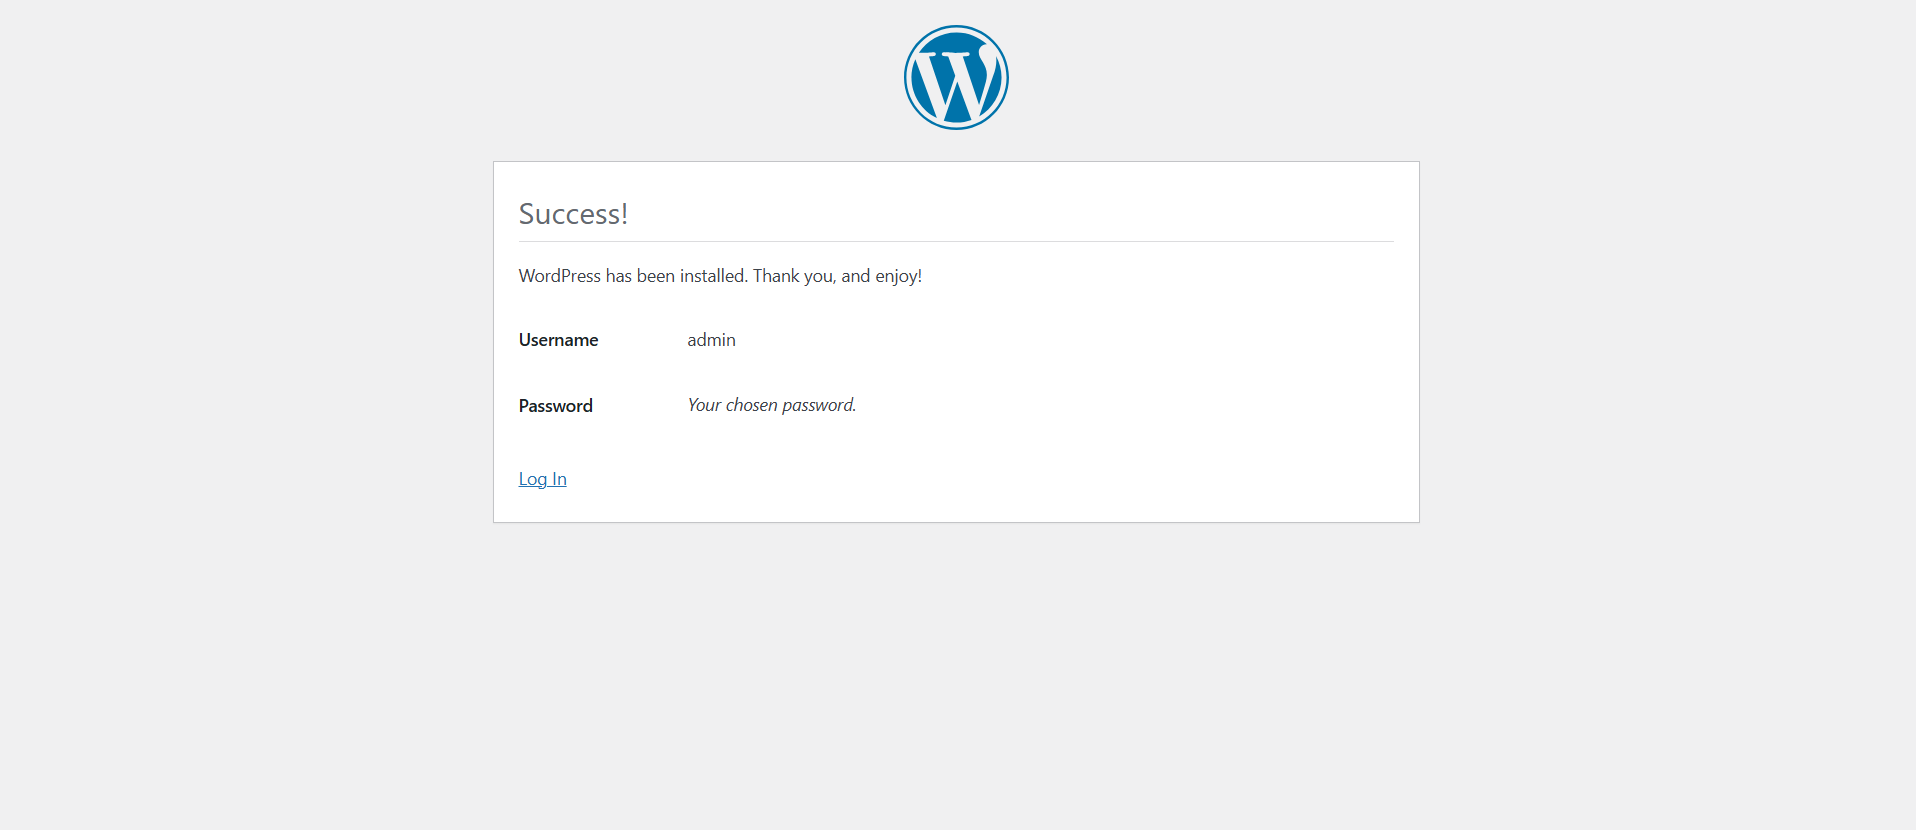 Success!
WordPress has been installed. Thank you, and enjoy!
Username admin
Password Your chosen password.
Log In